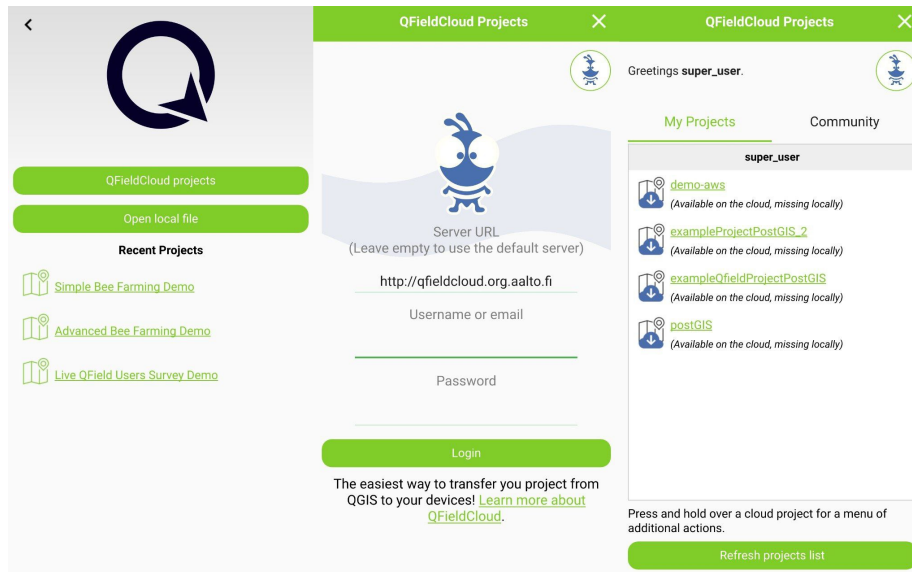 QFieldCloud projects
Open local file
Recent Projects
Simple Bee Farming Demo
Advanced Bee Farming Demo
Live QField Users Survey Demo
QFieldCloud Projects
Server URL
(Leave empty to use the default server)
http://qfieldcloud.org.aalto.fi
Username or email
Password
Login
The easiest way to transfer you project from
QGIS to your devices! Learn more about
QFieldCloud.
QFieldCloud Projects
Greetings super_user.
My Projects
Community
super_user
demo-aws
(Available on the cloud, missing locally)
exampleProjectPostGIS_2
(Available on the cloud, missing locally)
exampleQfieldProjectPostGIS
(Available on the cloud, missing locally)
postGIS
(Available on the cloud, missing locally)
Press and hold over a cloud project for a menu of
additional actions.
Refresh projects list